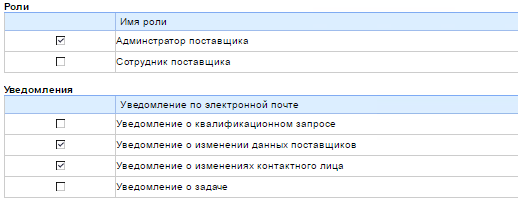 Роли
Имя роли
Админстратор поставщика
Сотрудник поставщика
Уведомления
Уведомление по электронной почте
Уведомление о квалификационном запросе
Уведомление о изменении данных поставщиков
Уведомление о изменениях контактного лица
Уведомление о задаче